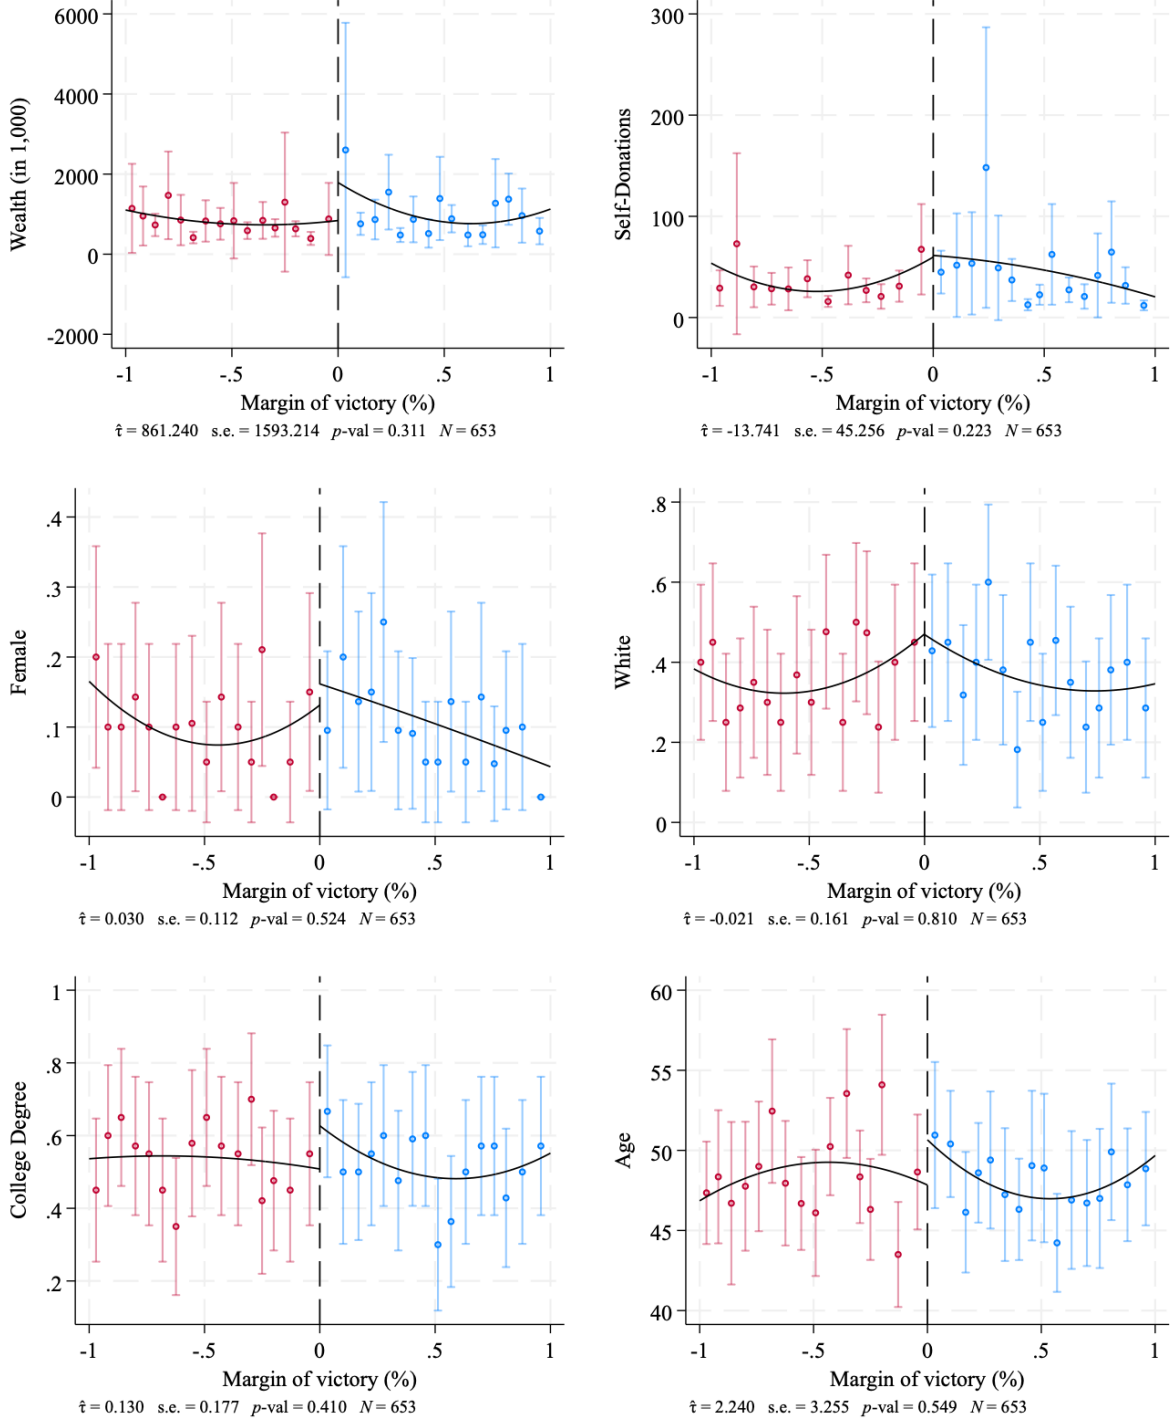 Wealth (in 1,000)
6000
4000
2000
0
-2000
-1 -.5 0 .5 1
Margin of victory (%)
τ̂ = 861.240 s.e. = 1593.214 p-val = 0.311 N = 653
Self-Donations
300
200
100
0
-1 -.5 0 .5 1
Margin of victory (%)
τ̂ = -13.741 s.e. = 45.256 p-val = 0.223 N = 653
Female
.4
.3
.2
.1
0
-1 -.5 0 .5 1
Margin of victory (%)
τ̂ = 0.030 s.e. = 0.112 p-val = 0.524 N = 653
White
.8
.6
.4
.2
0
-1 -.5 0 .5 1
Margin of victory (%)
τ̂ = -0.021 s.e. = 0.161 p-val = 0.810 N = 653
College Degree
1
.8
.6
.4
.2
-1 -.5 0 .5 1
Margin of victory (%)
τ̂ = 0.130 s.e. = 0.177 p-val = 0.410 N = 653
Age
60
55
50
45
40
-1 -.5 0 .5 1
Margin of victory (%)
τ̂ = 2.240 s.e. = 3.255 p-val = 0.549 N = 653